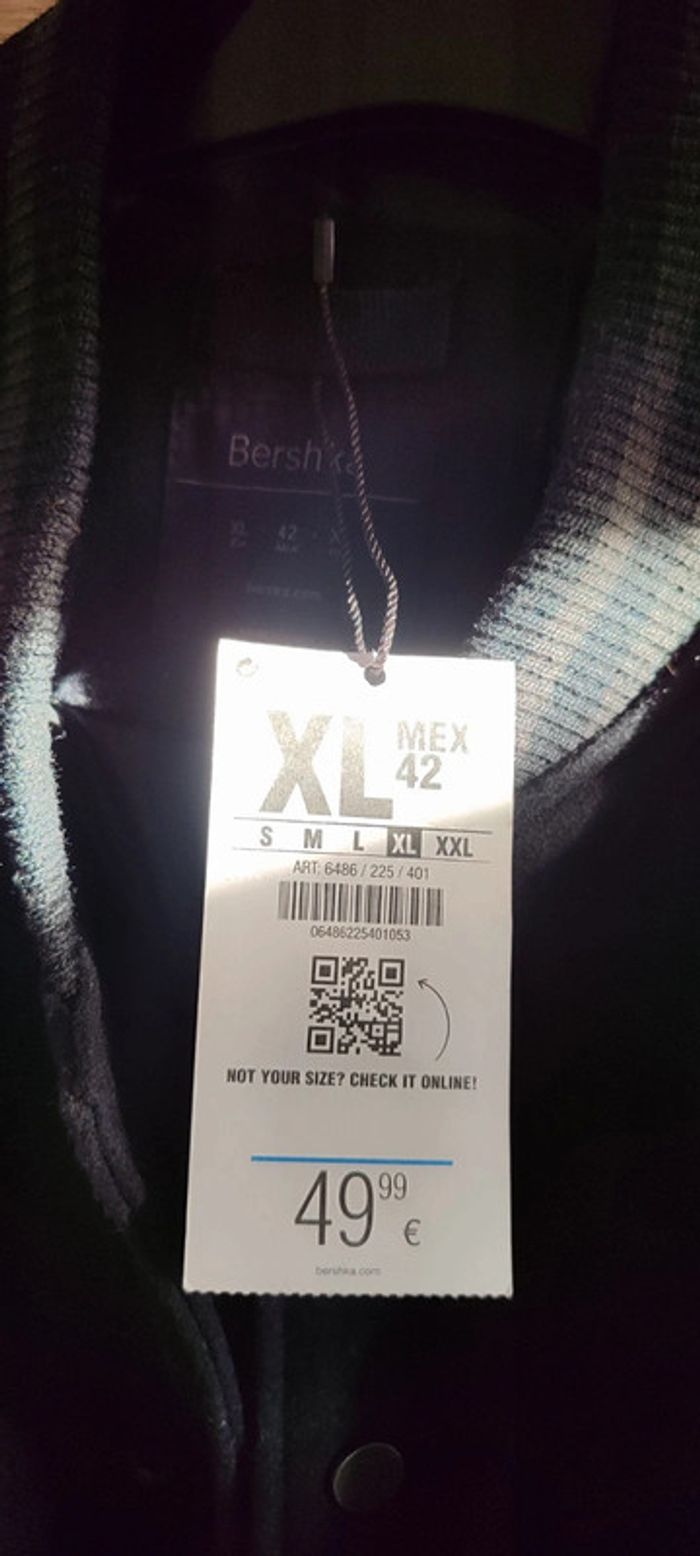 Bershka
42
XL MEX 42
S M L XL XXL
ART: 6486 / 225 / 401
06486225401053
NOT YOUR SIZE? CHECK IT ONLINE!
49 99 €
bershka.com